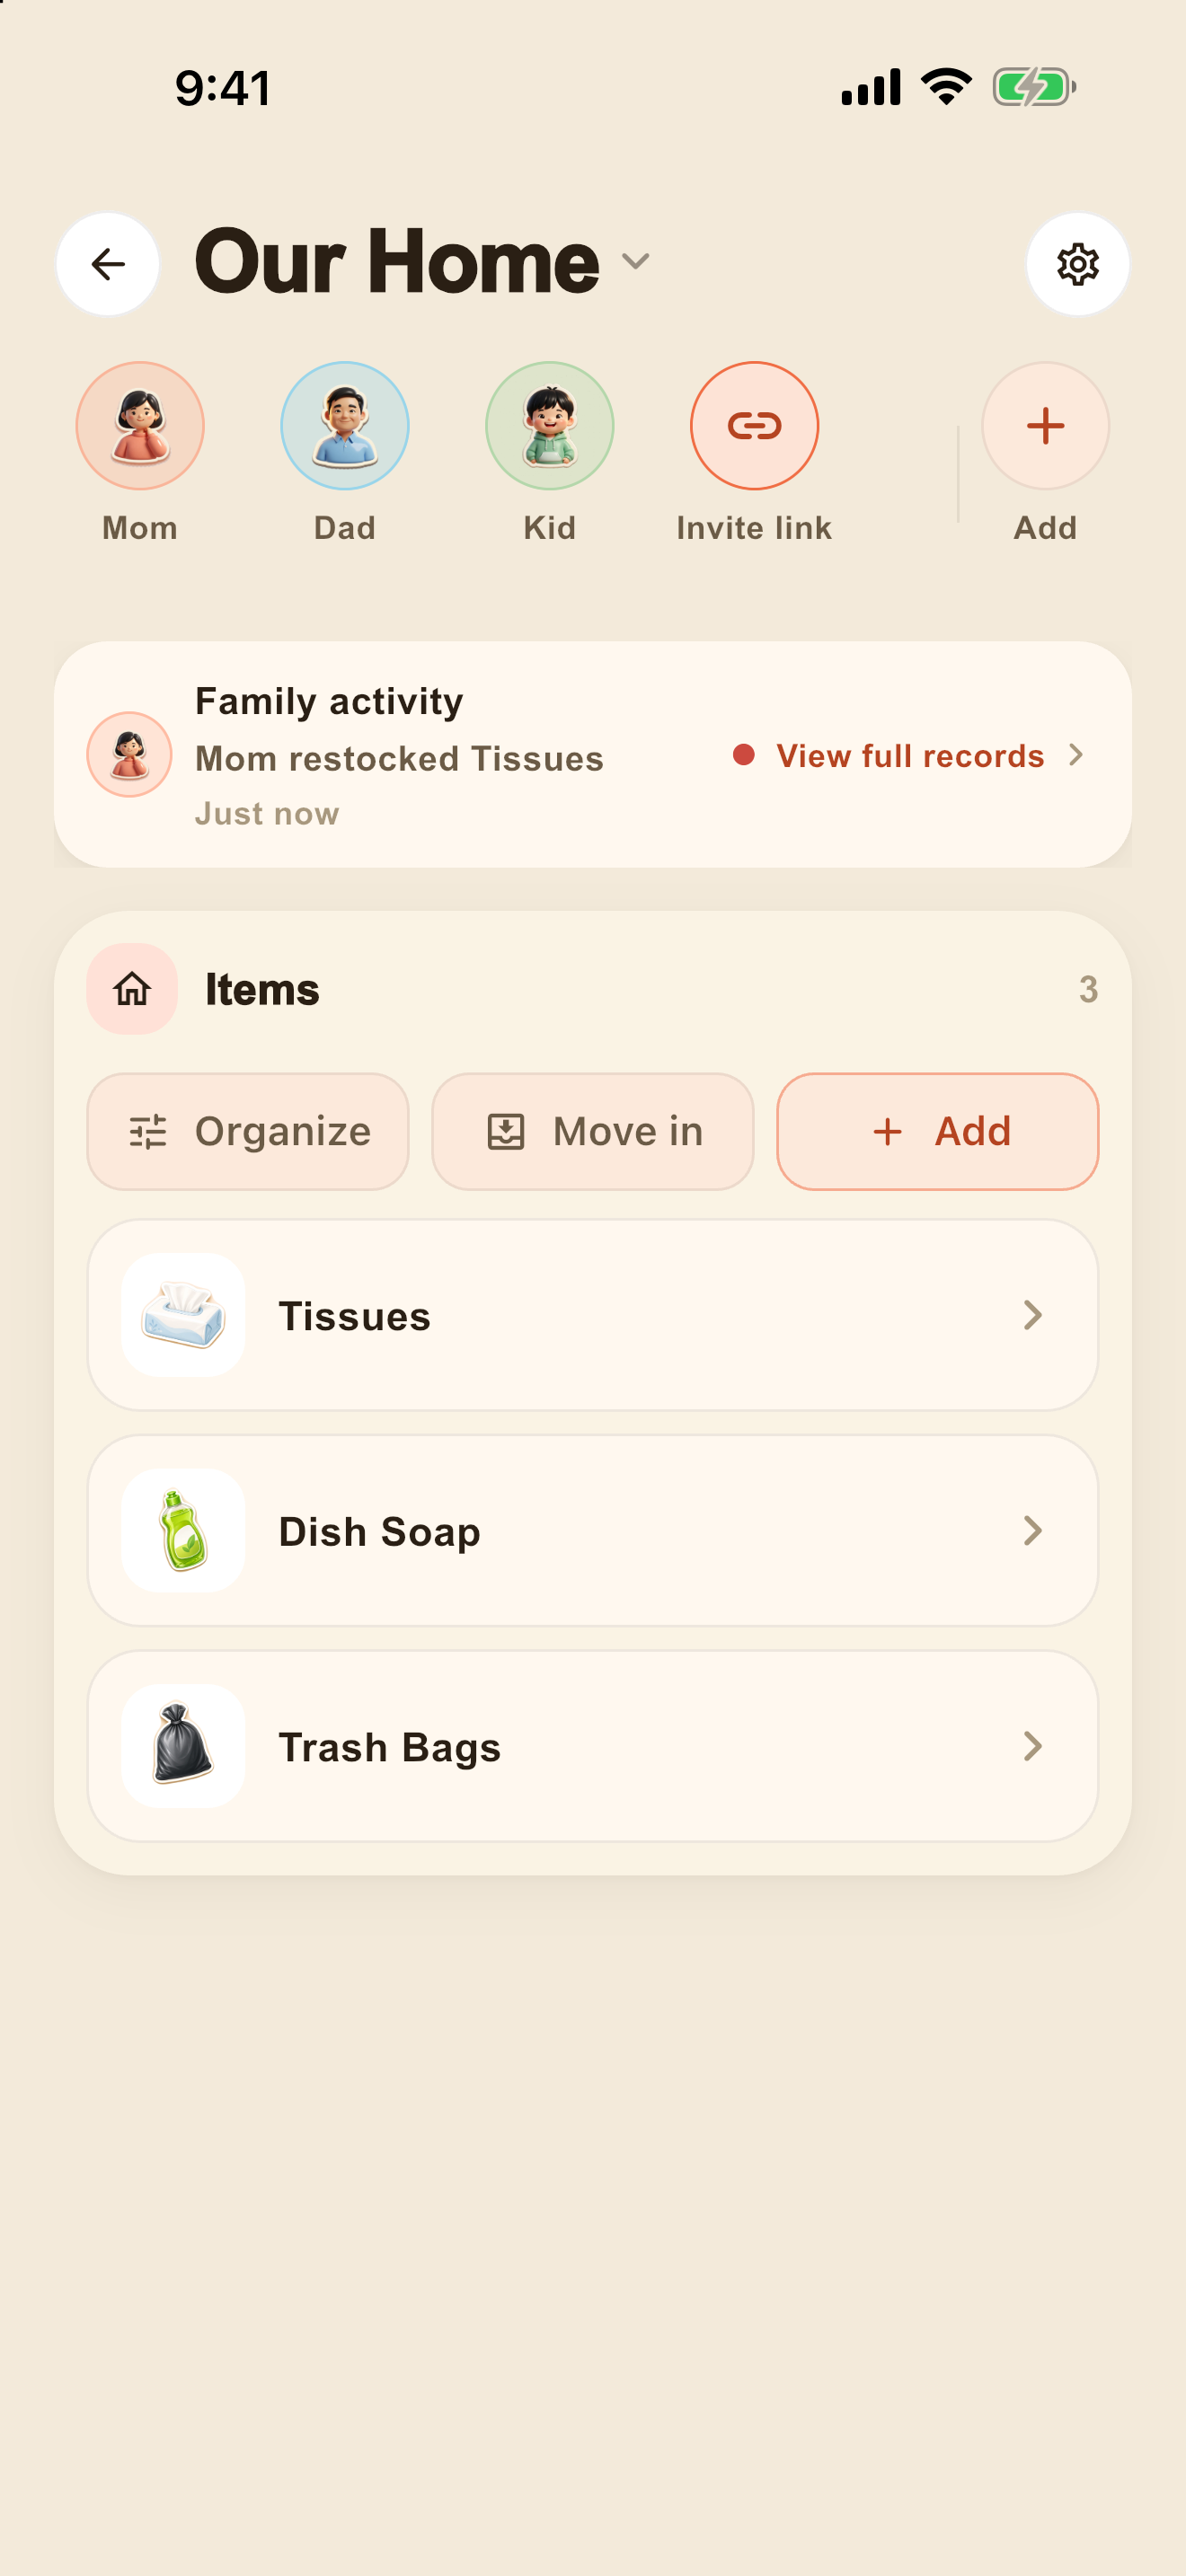 9:41
Our Home
Mom
Dad
Kid
Invite link
Add
Family activity
Mom restocked Tissues
Just now
View full records
Items
3
Organize
Move in
Add
Tissues
Dish Soap
Trash Bags